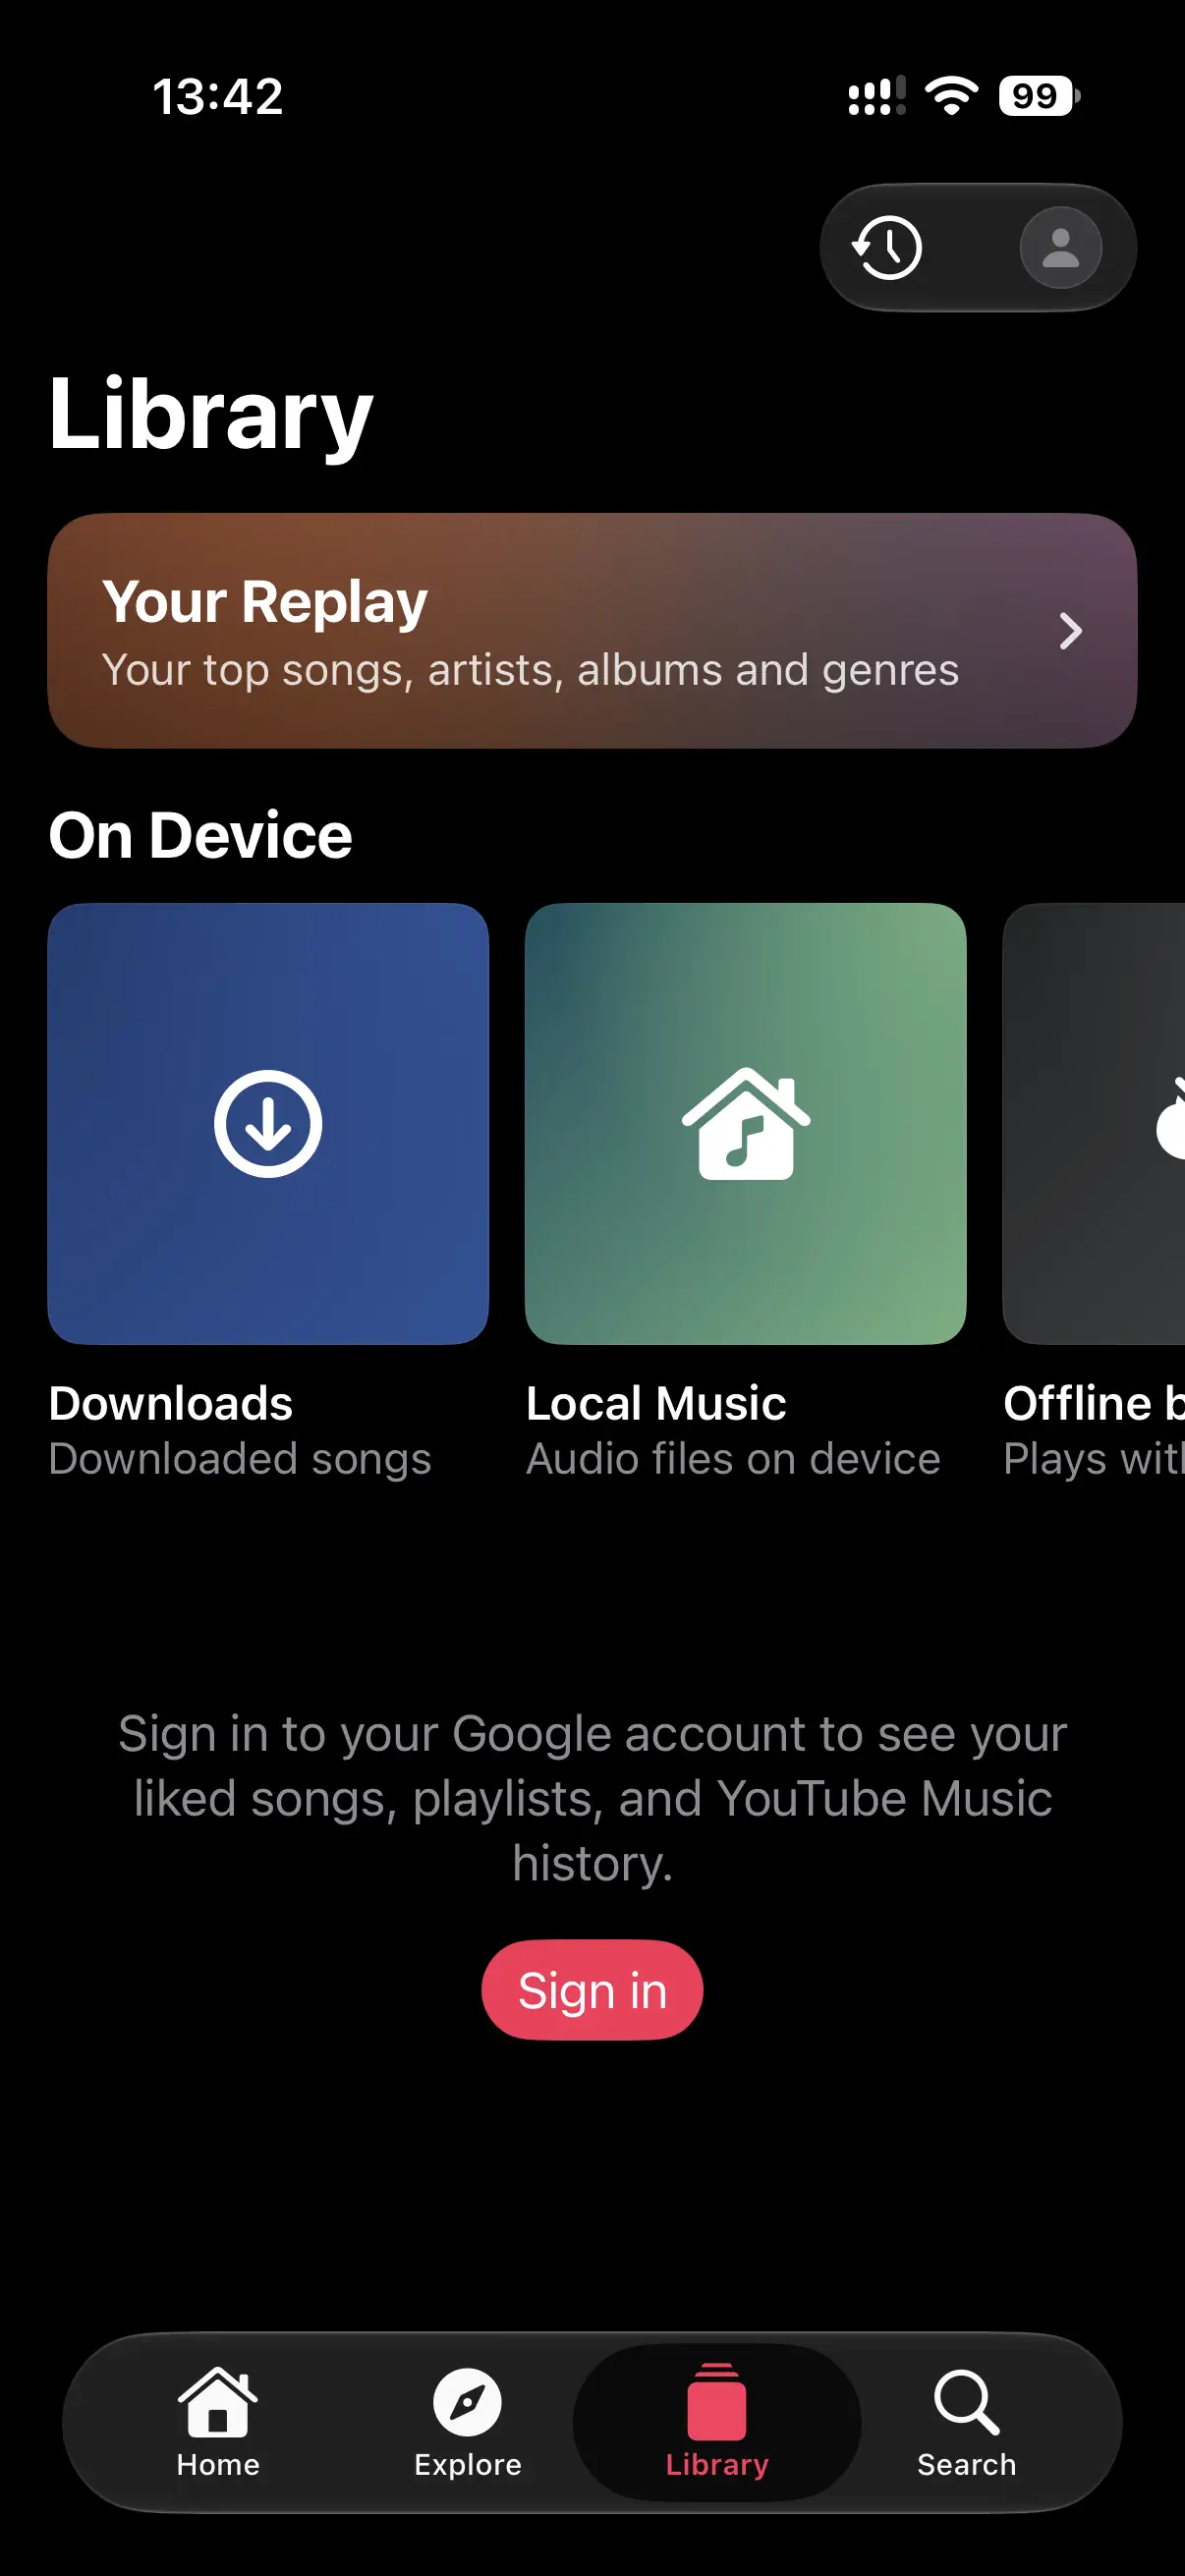 13:42
99
Library
Your Replay
Your top songs, artists, albums and genres
On Device
Downloads
Downloaded songs
Local Music
Audio files on device
Offline
Plays
Sign in to your Google account to see your
liked songs, playlists, and YouTube Music
history.
Sign in
Home
Explore
Library
Search